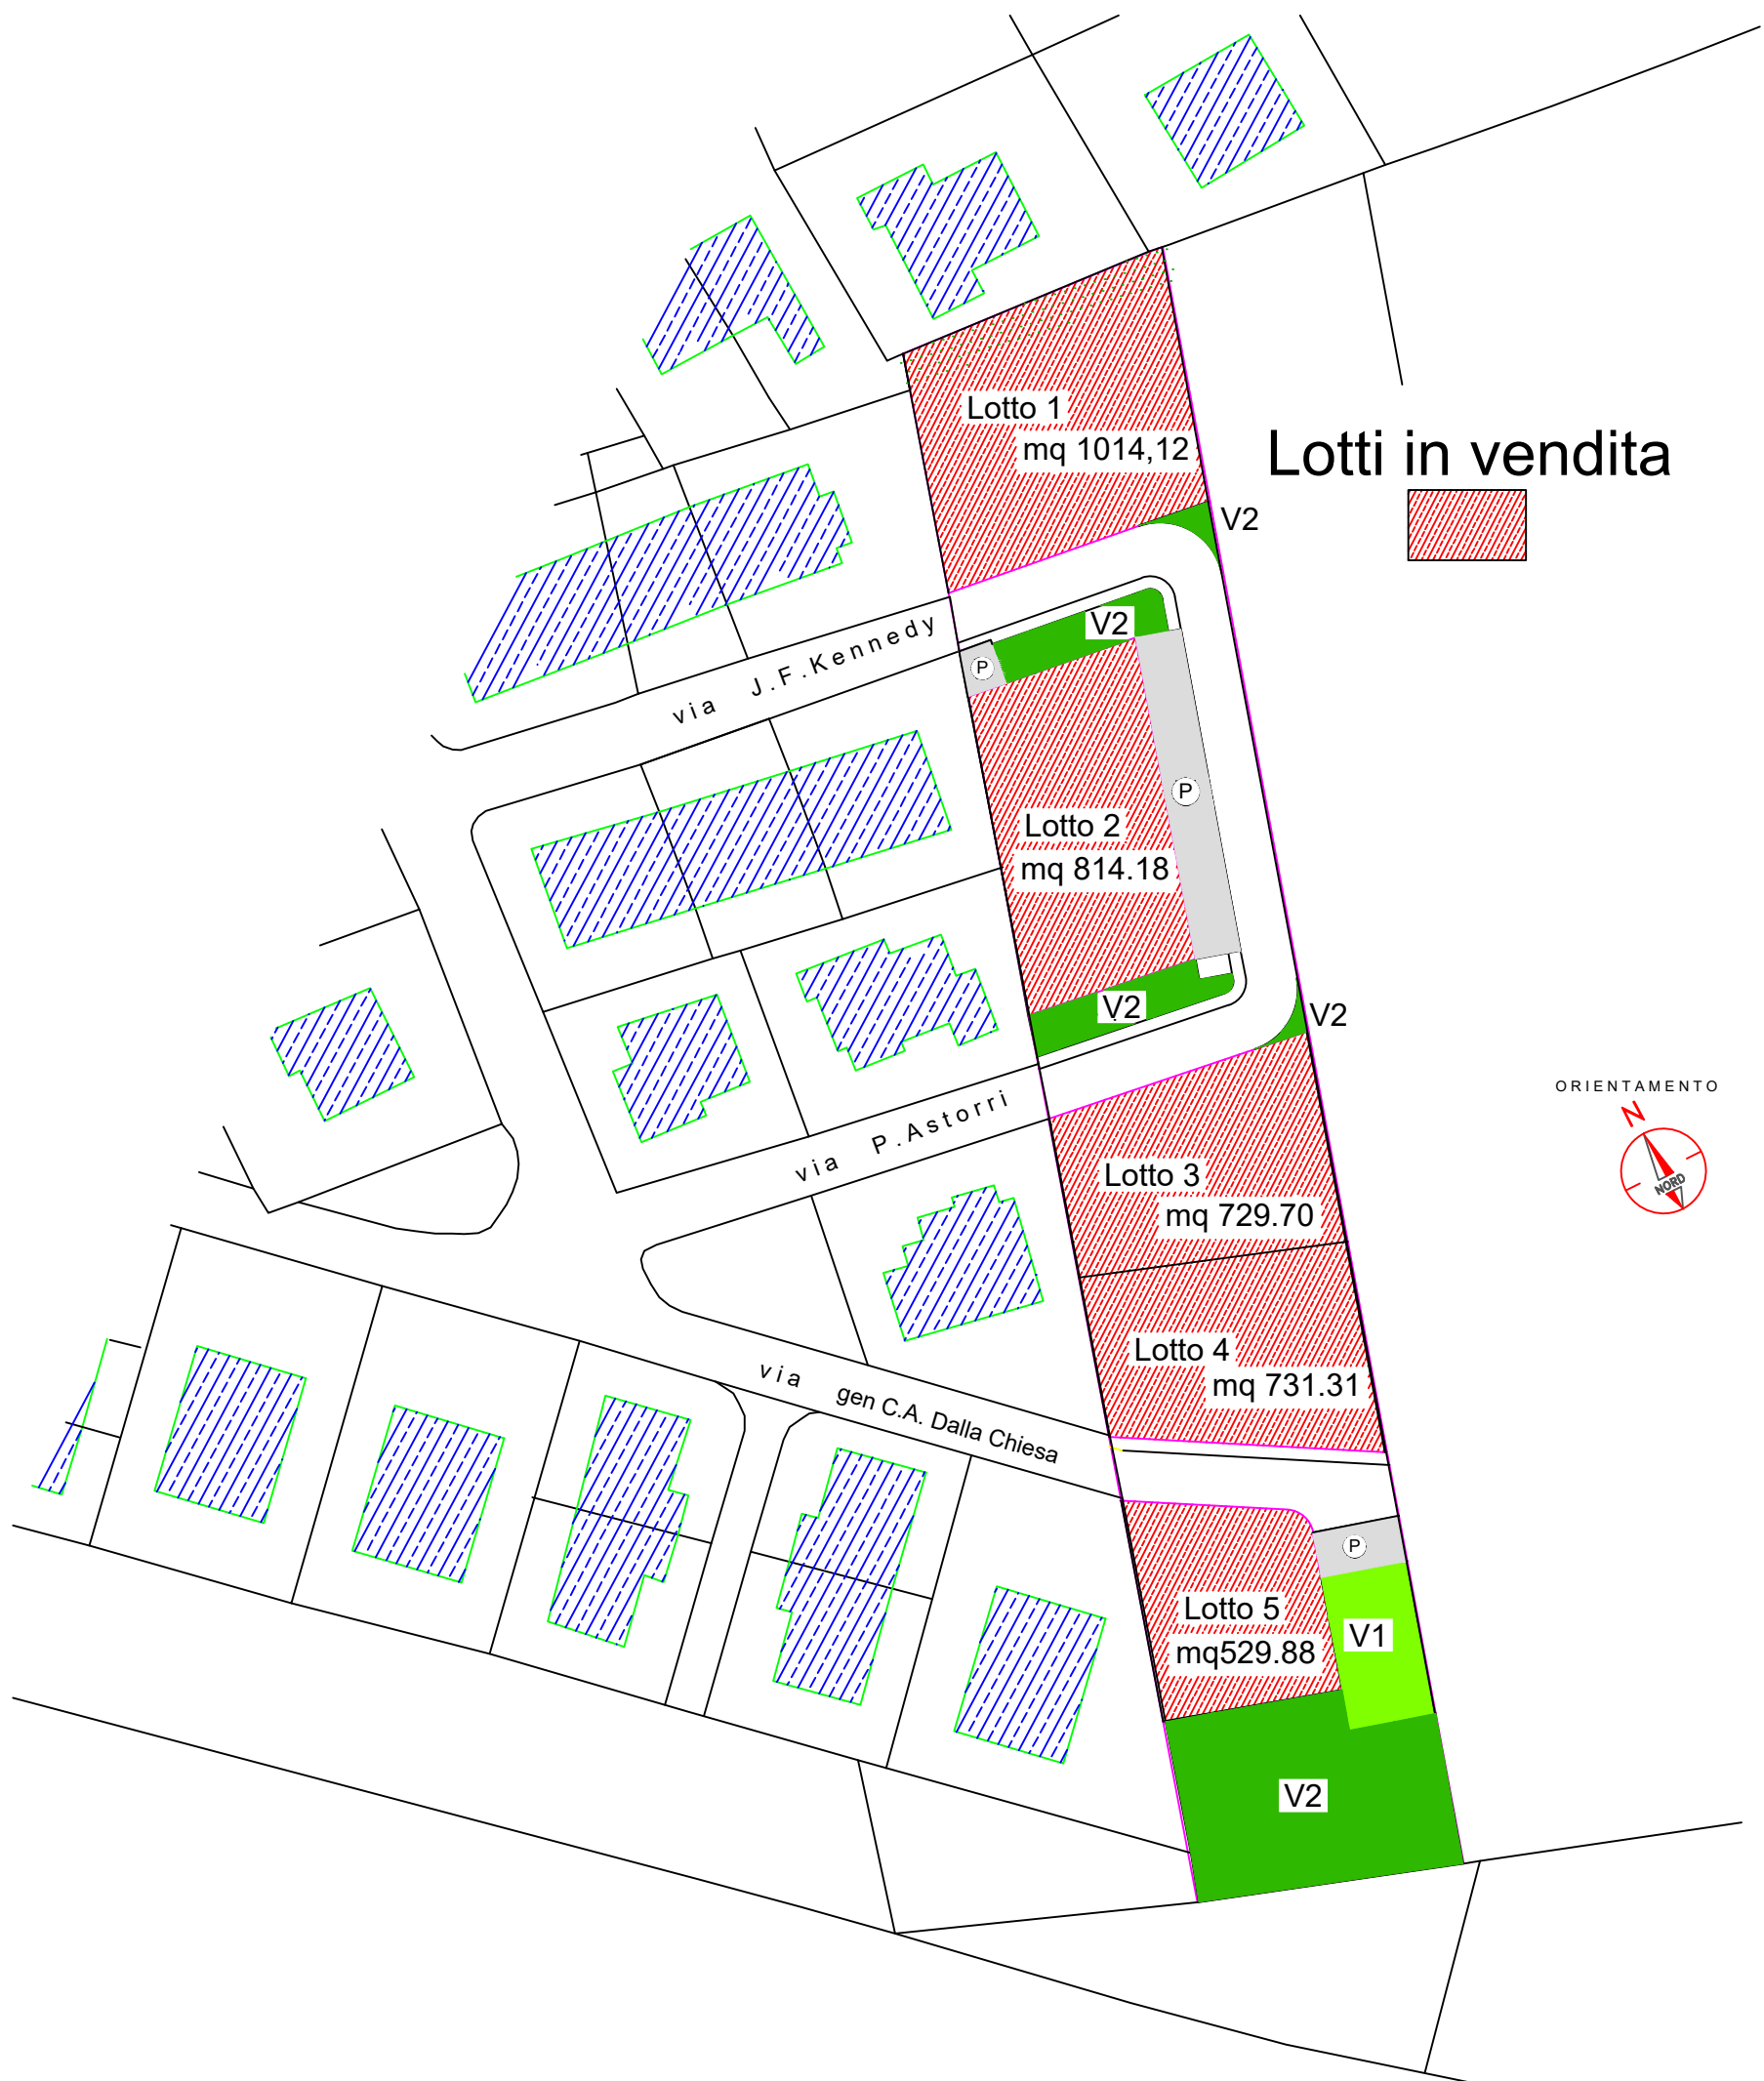 Lotto 1
mq 1014,12
Lotti in vendita
V2
V2
via J.F.Kennedy
P
P
Lotto 2
mq 814.18
V2
V2
ORIENTAMENTO
N
NORD
via P.Astorri
Lotto 3
mq 729.70
Lotto 4
mq 731.31
via gen C.A. Dalla Chiesa
P
Lotto 5
mq529.88
V1
V2